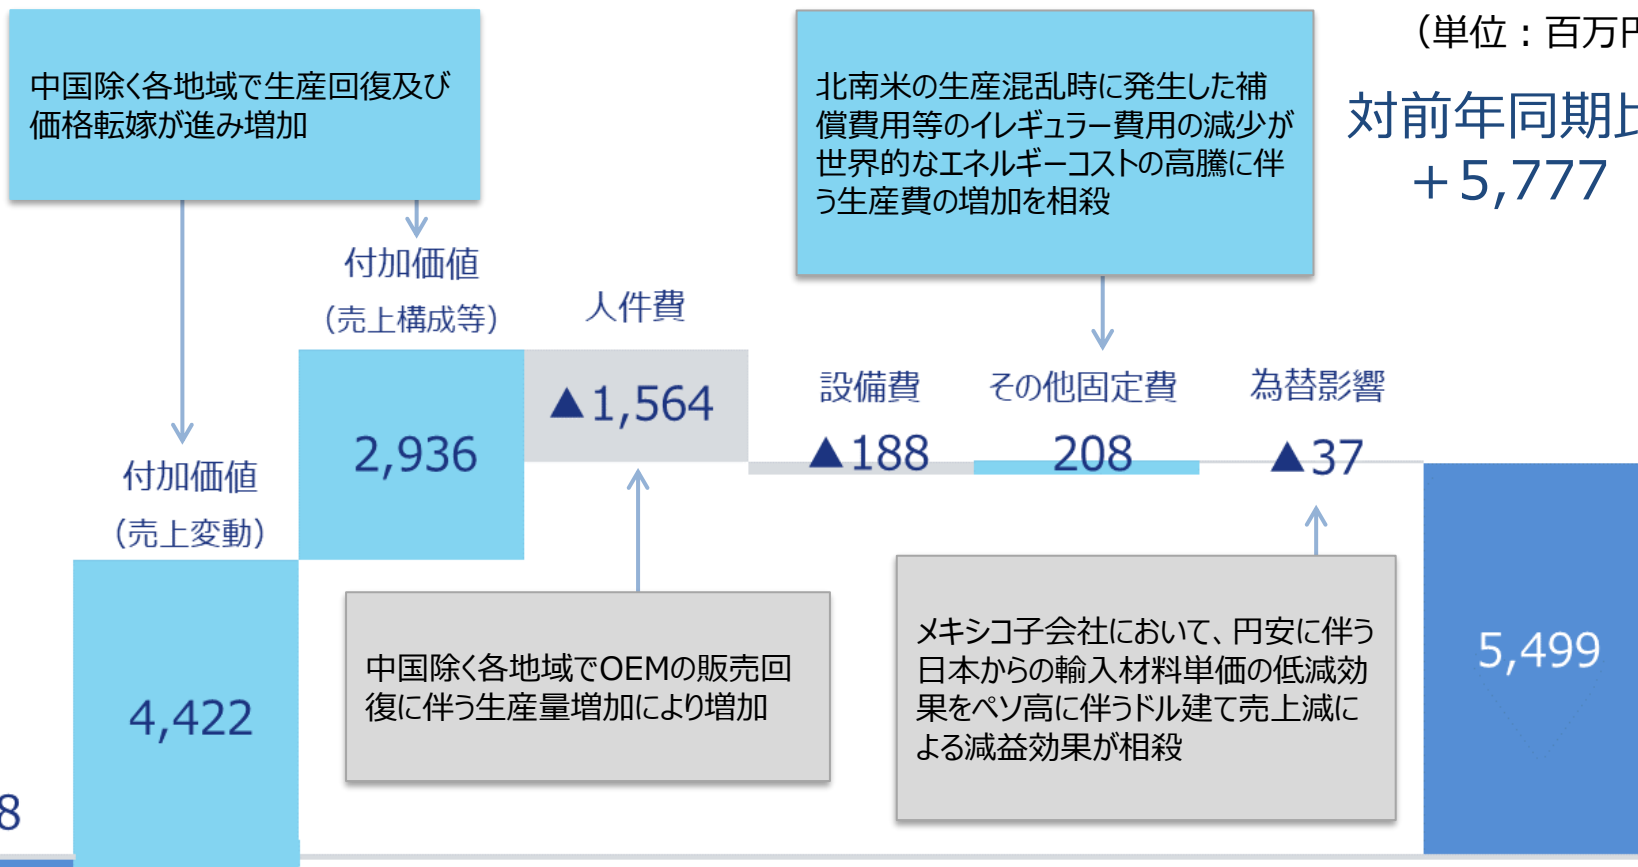 (単位:百万円
対前年同期比
+5,777
中国除く各地域で生産回復及び
価格転嫁が進み増加
北南米の生産混乱時に発生した補
償費用等のイレギュラー費用の減少が
世界的なエネルギーコストの高騰に伴
う生産費の増加を相殺
付加価値
(売上構成等)
人件費
設備費
その他固定費
為替影響
▲1,564
2,936
▲188
208
▲37
付加価値
(売上変動)
4,422
中国除く各地域でOEMの販売回
復に伴う生産量増加により増加
メキシコ子会社において、円安に伴う
日本からの輸入材料単価の低減効
果をペソ高に伴うドル建て売上減に
よる減益効果が相殺
5,499
8